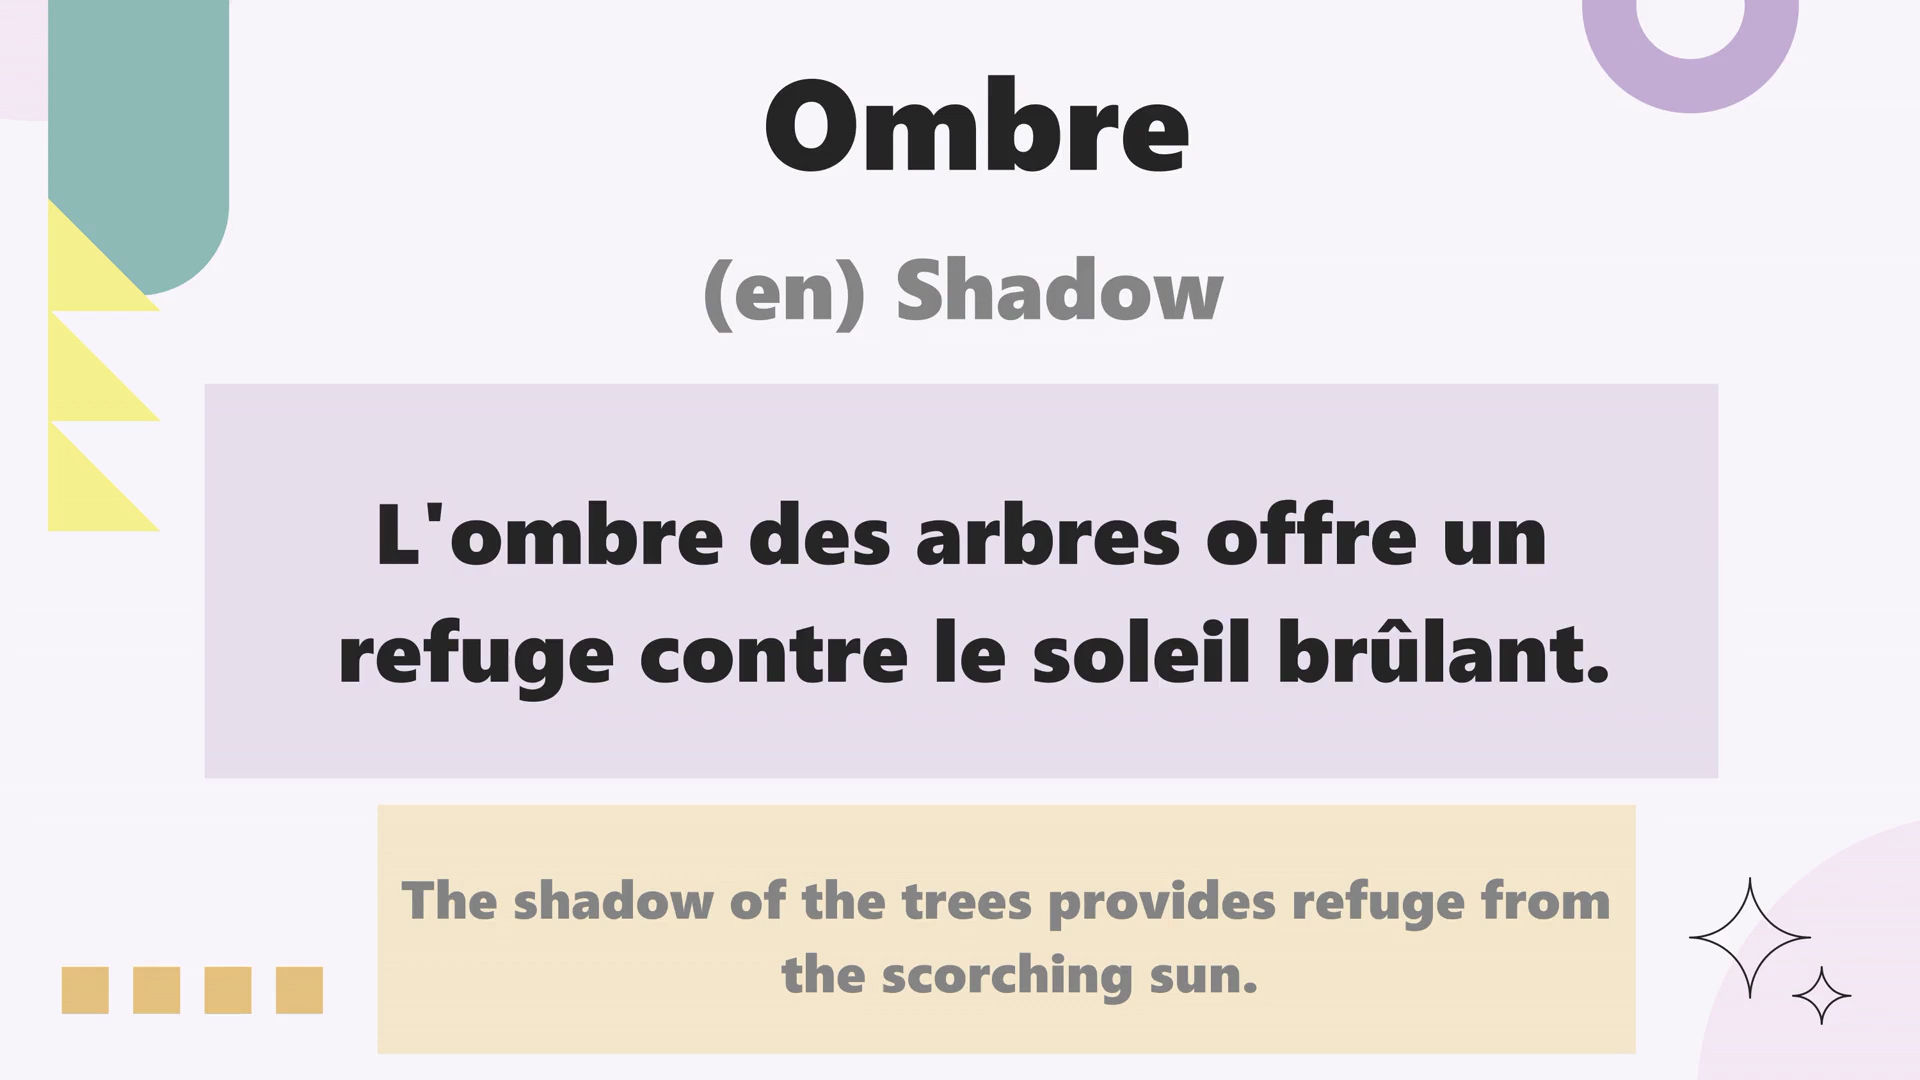 Ombre
(en) Shadow
L'ombre des arbres offre un
refuge contre le soleil brûlant.
The shadow of the trees provides refuge from
the scorching sun.